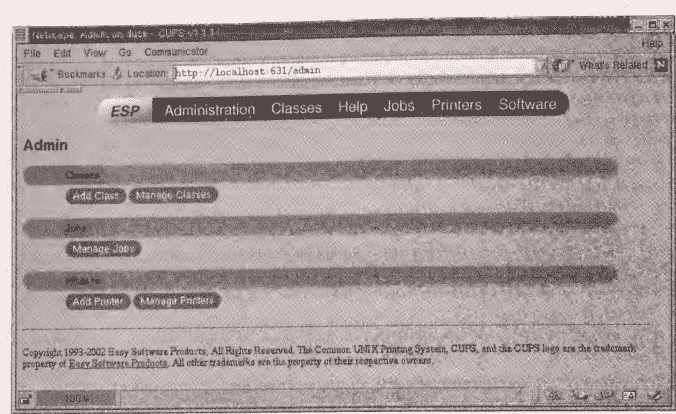 Netscape: Admin on duck - CUPS v1.1.14
File Edit View Go Communicator Help
Bookmarks Location: http://localhost:631/admin What's Related N
ESP Administration Classes Help Jobs Printers Software
Admin
Classes
Add Class Manage Classes
Jobs
Manage Jobs
Printers
Add Printer Manage Printers
Copyright 1993-2002 Easy Software Products, All Rights Reserved. The Common UNIX Printing System, CUPS, and the CUPS logo are the trademark
property of Easy Software Products. All other trademarks are the property of their respective owners.
100%